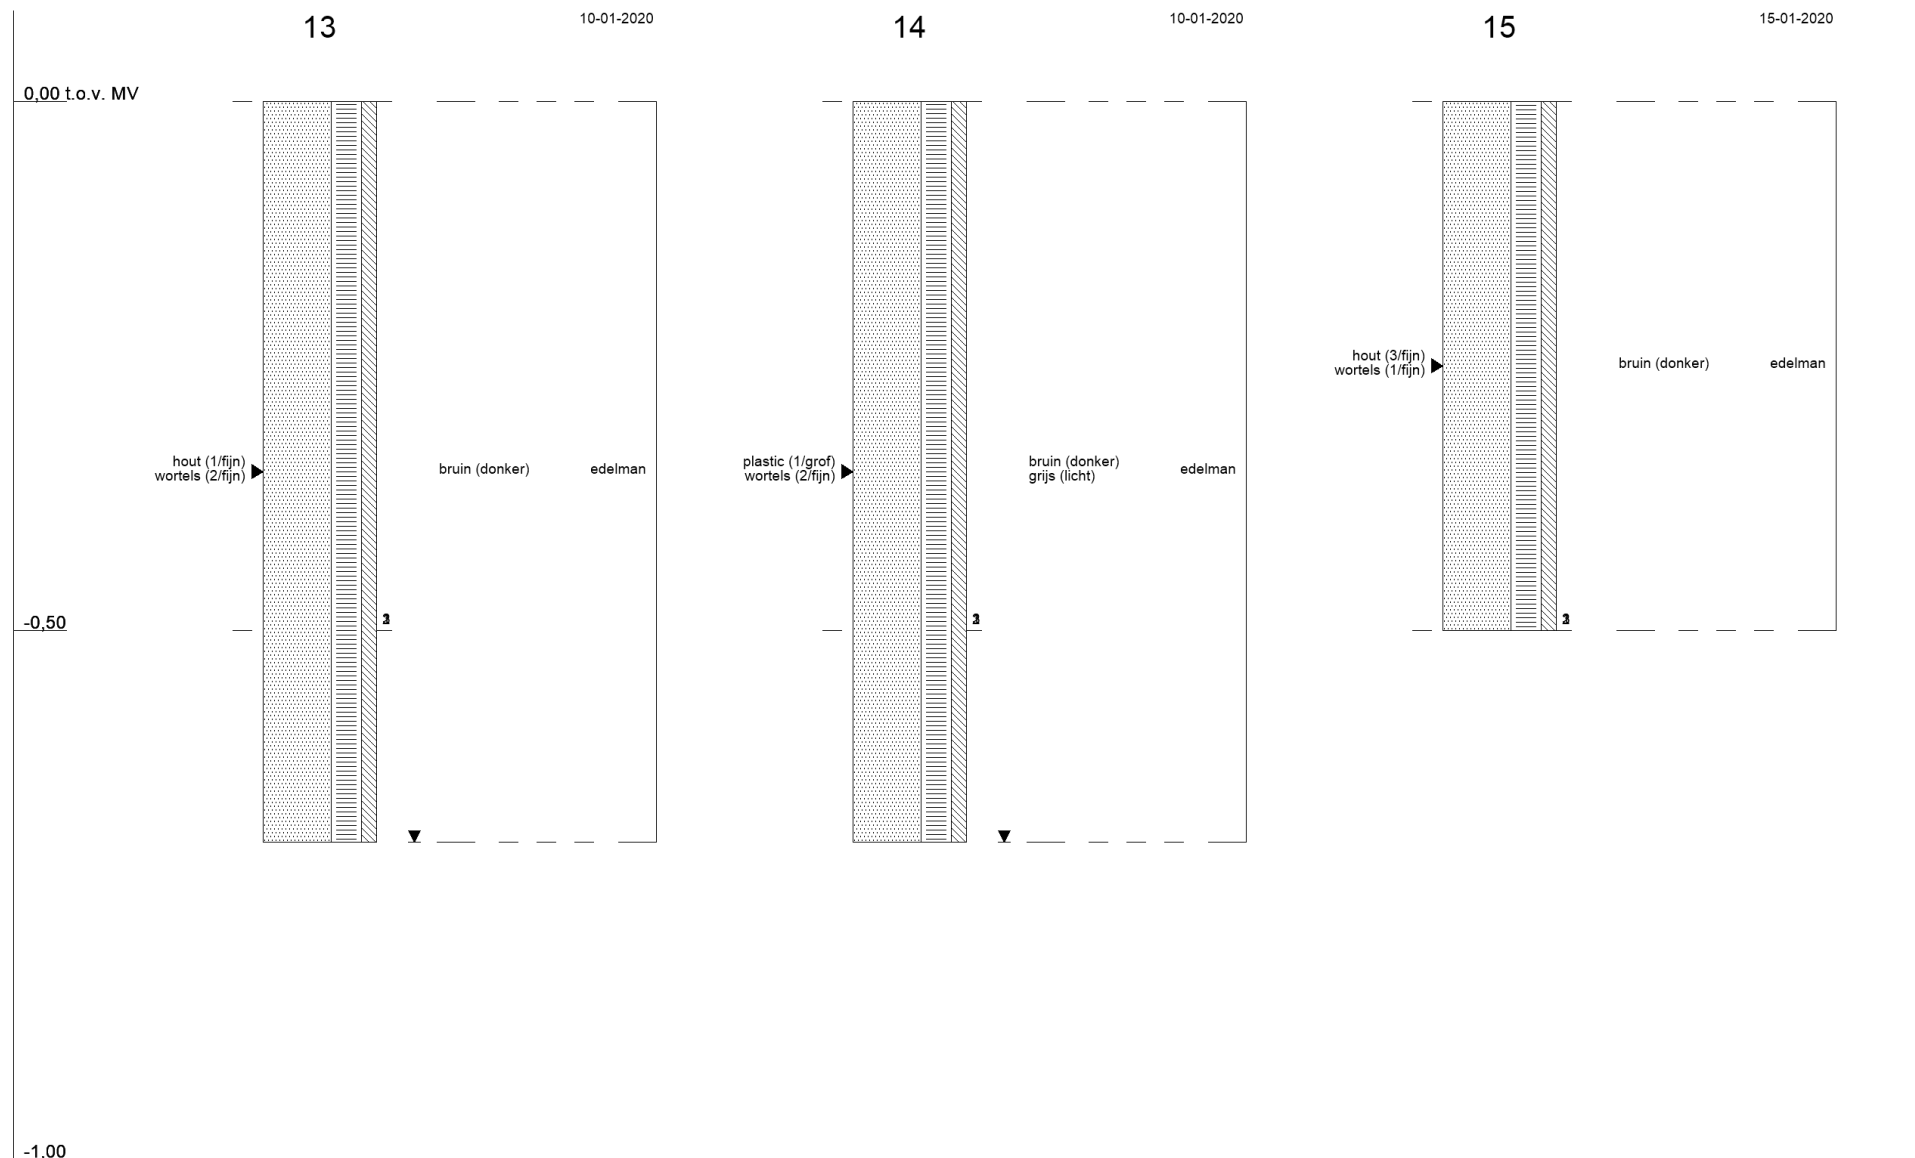 13
10-01-2020
14
10-01-2020
15
15-01-2020
0,00 t.o.v. MV
hout (3/fijn)
wortels (1/fijn)
bruin (donker)
edelman
hout (1/fijn)
wortels (2/fijn)
bruin (donker)
edelman
plastic (1/grof)
wortels (2/fijn)
bruin (donker)
grijs (licht)
edelman
-0,50
-1,00